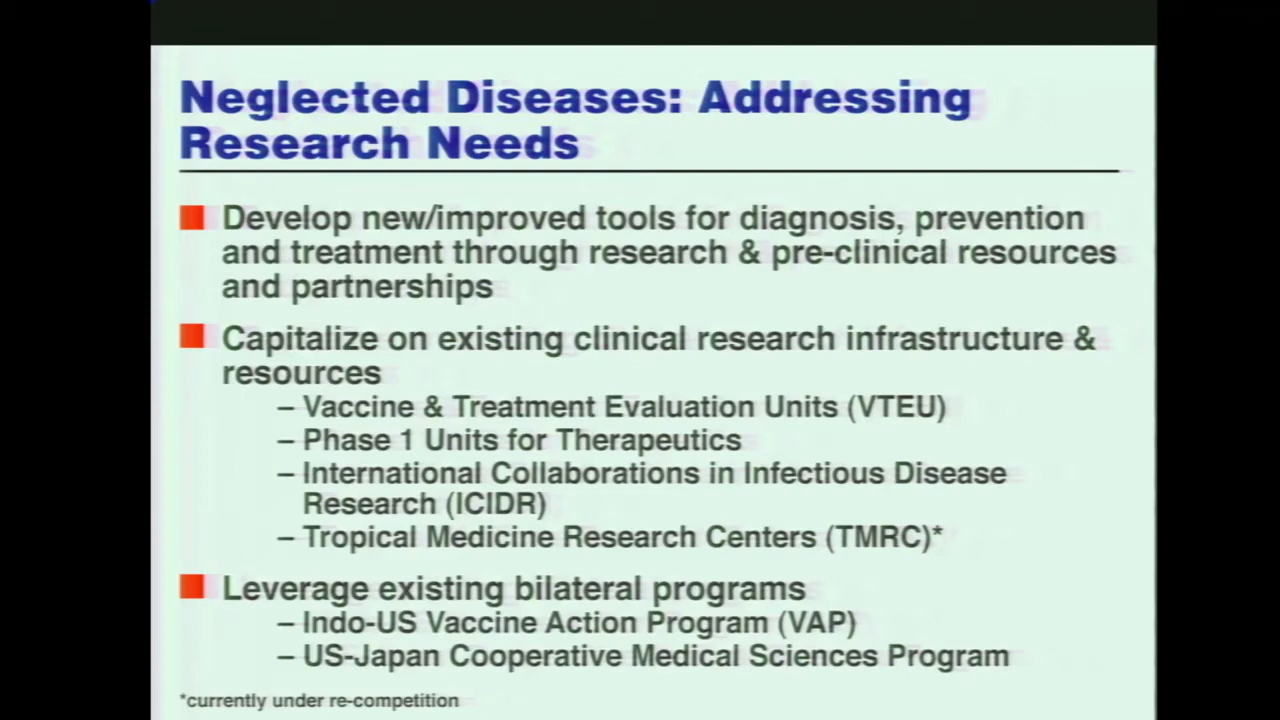 Neglected Diseases: Addressing
Research Needs
Develop new/improved tools for diagnosis, prevention
and treatment through research & pre-clinical resources
and partnerships
Capitalize on existing clinical research infrastructure &
resources
– Vaccine & Treatment Evaluation Units (VTEU)
– Phase 1 Units for Therapeutics
– International Collaborations in Infectious Disease
Research (ICIDR)
– Tropical Medicine Research Centers (TMRC)*
Leverage existing bilateral programs
– Indo-US Vaccine Action Program (VAP)
– US-Japan Cooperative Medical Sciences Program
*currently under re-competition